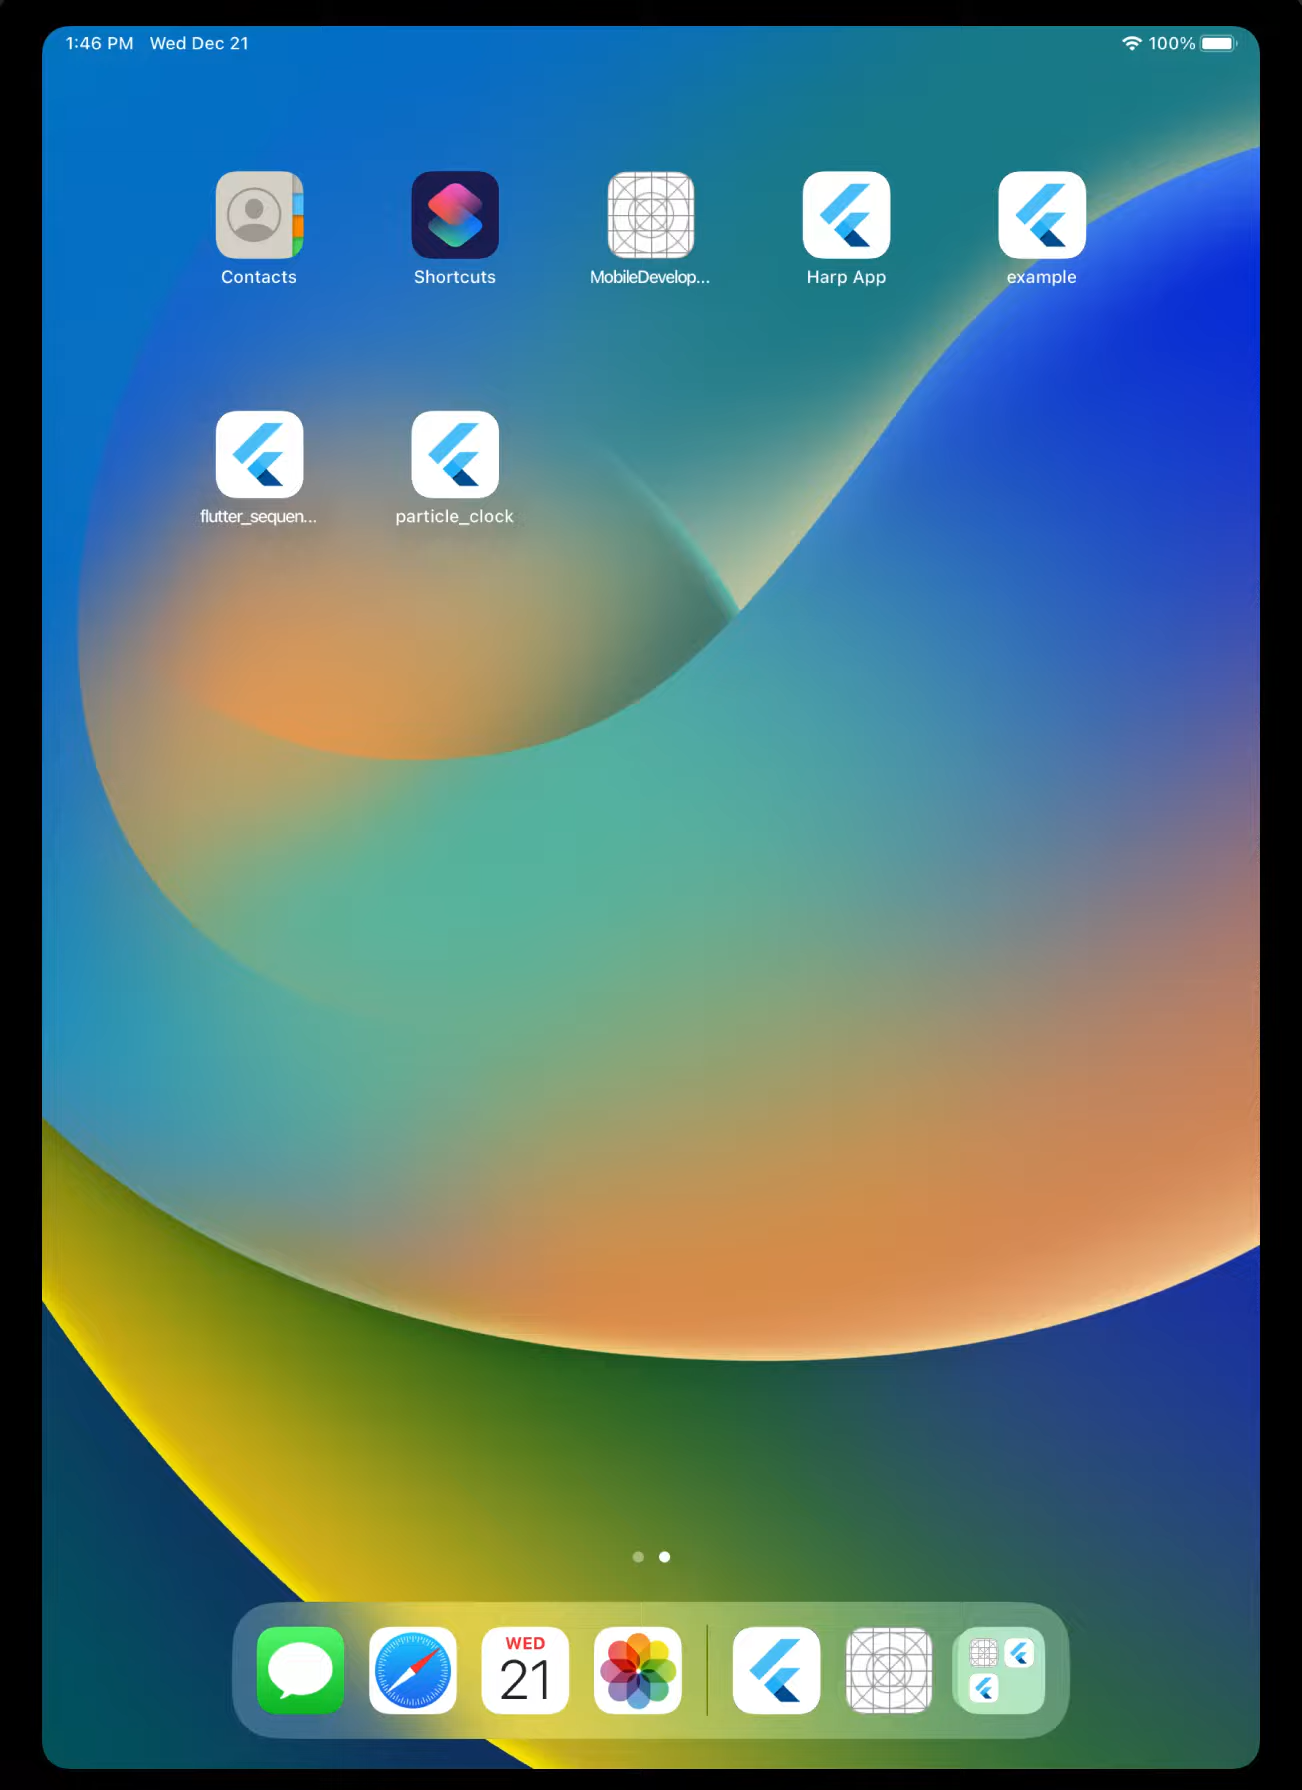 1:46 PM Wed Dec 21
100%
Contacts
Shortcuts
MobileDevelop...
Harp App
example
flutter_sequen...
particle_clock
WED
21